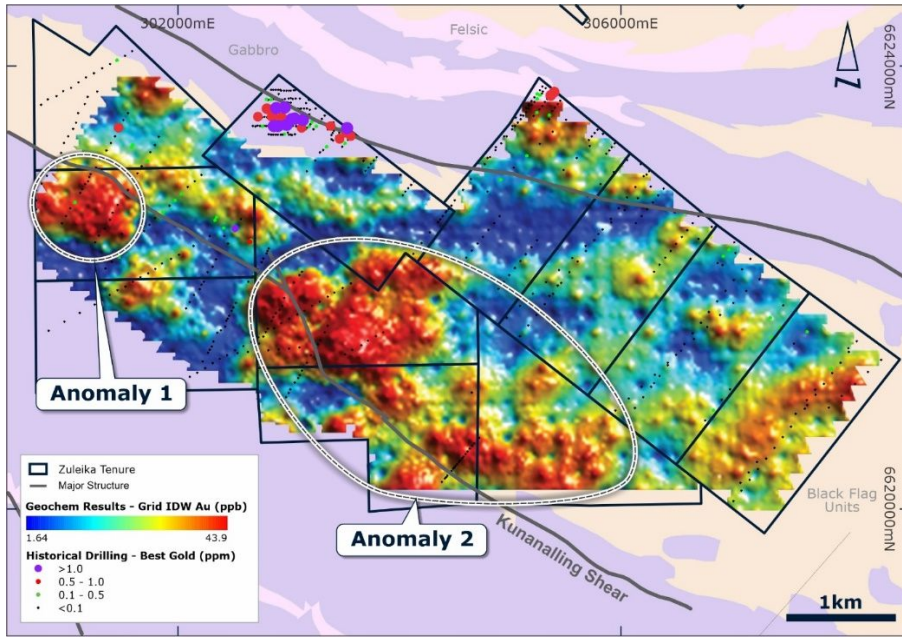 302000mE
306000mE
Felsic
Gabbro
6624000mN
N
Anomaly 1
Zuleika Tenure
Major Structure
Geochem Results - Grid IDW Au (ppb)
1.64 43.9
Historical Drilling - Best Gold (ppm)
>1.0
0.5 - 1.0
0.1 - 0.5
<0.1
Anomaly 2
Kunanalling Shear
Black Flag
Units
6620000mN
1km